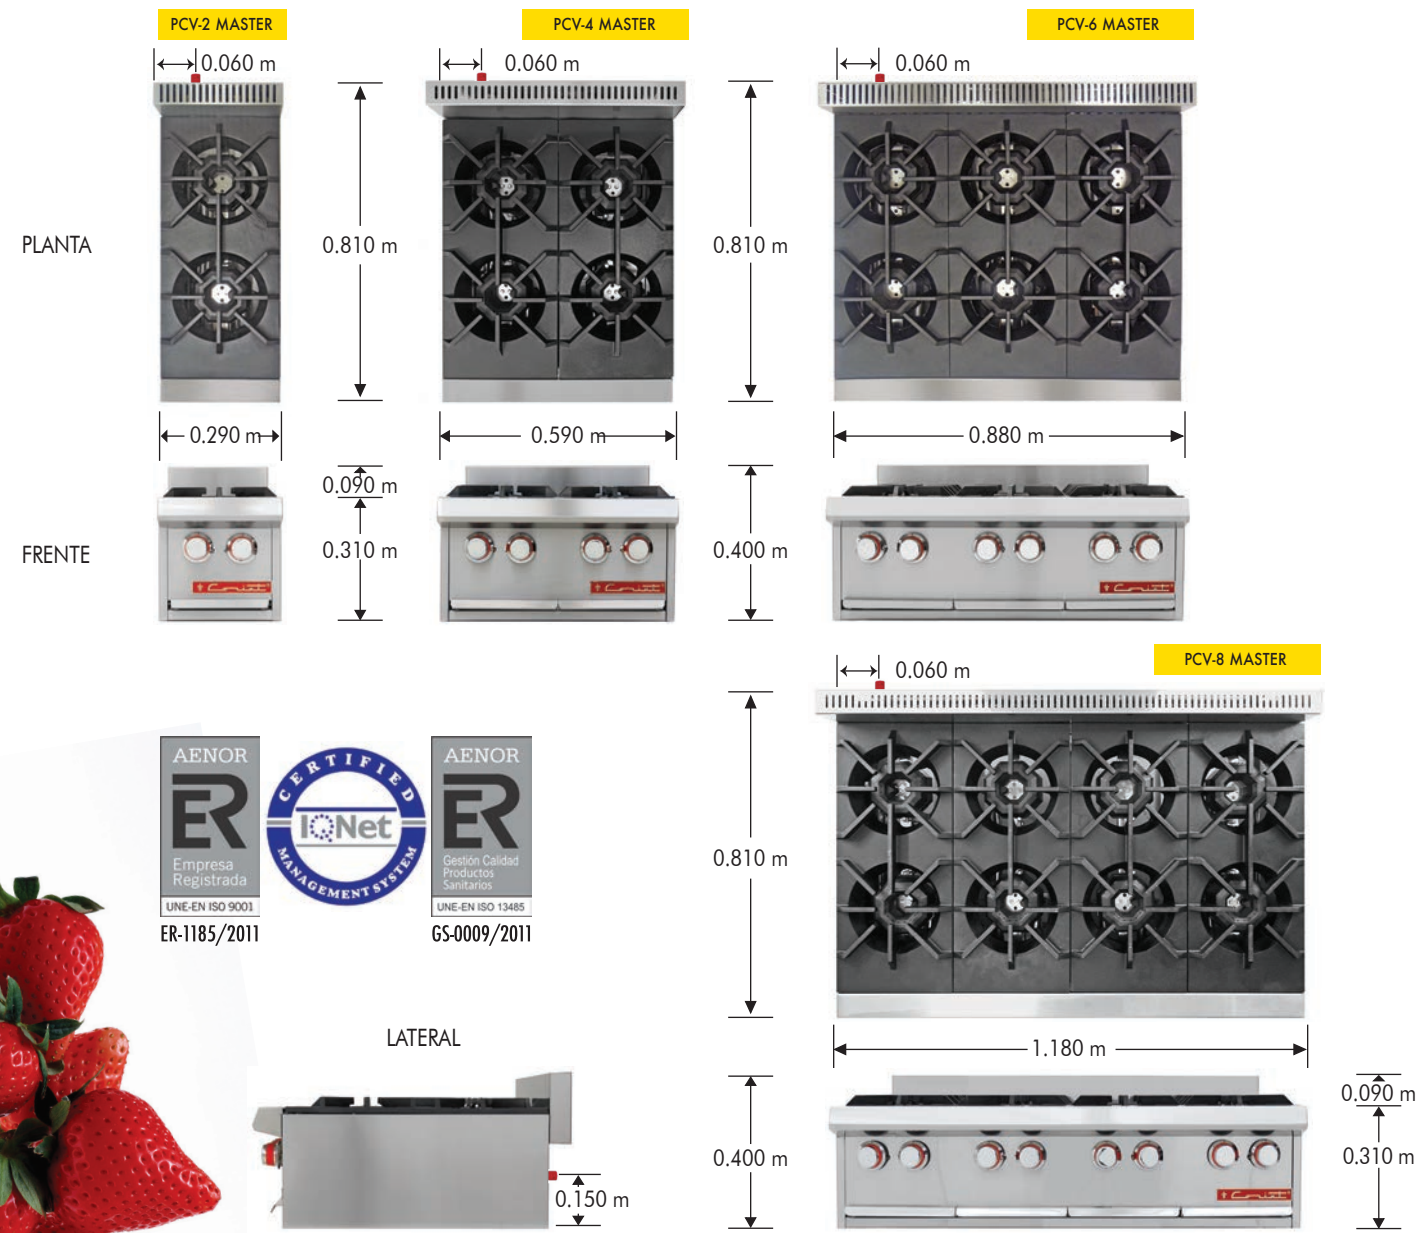 PCV-2 MASTER
PCV-4 MASTER
PCV-6 MASTER
0.060 m
0.060 m
0.060 m
PLANTA
0.810 m
0.810 m
0.290 m
0.590 m
0.880 m
0.090 m
FRENTE
0.310 m
0.400 m
Coriat
Coriat
Coriat
PCV-8 MASTER
0.060 m
AENOR
ER
Empresa
Registrada
UNE-EN ISO 9001
ER-1185/2011
CERTIFIED
IQNet
MANAGEMENT SYSTEM
AENOR
ER
Gestión Calidad
Productos
Sanitarios
UNE-EN ISO 13485
GS-0009/2011
0.810 m
LATERAL
1.180 m
0.090 m
0.400 m
0.310 m
0.150 m
Coriat